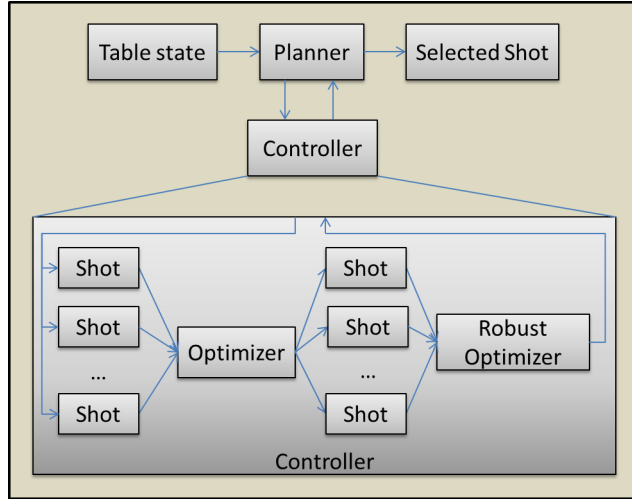 Table state
Planner
Selected Shot
Controller
Shot
Shot
...
Shot
Optimizer
Shot
Shot
...
Shot
Robust
Optimizer
Controller